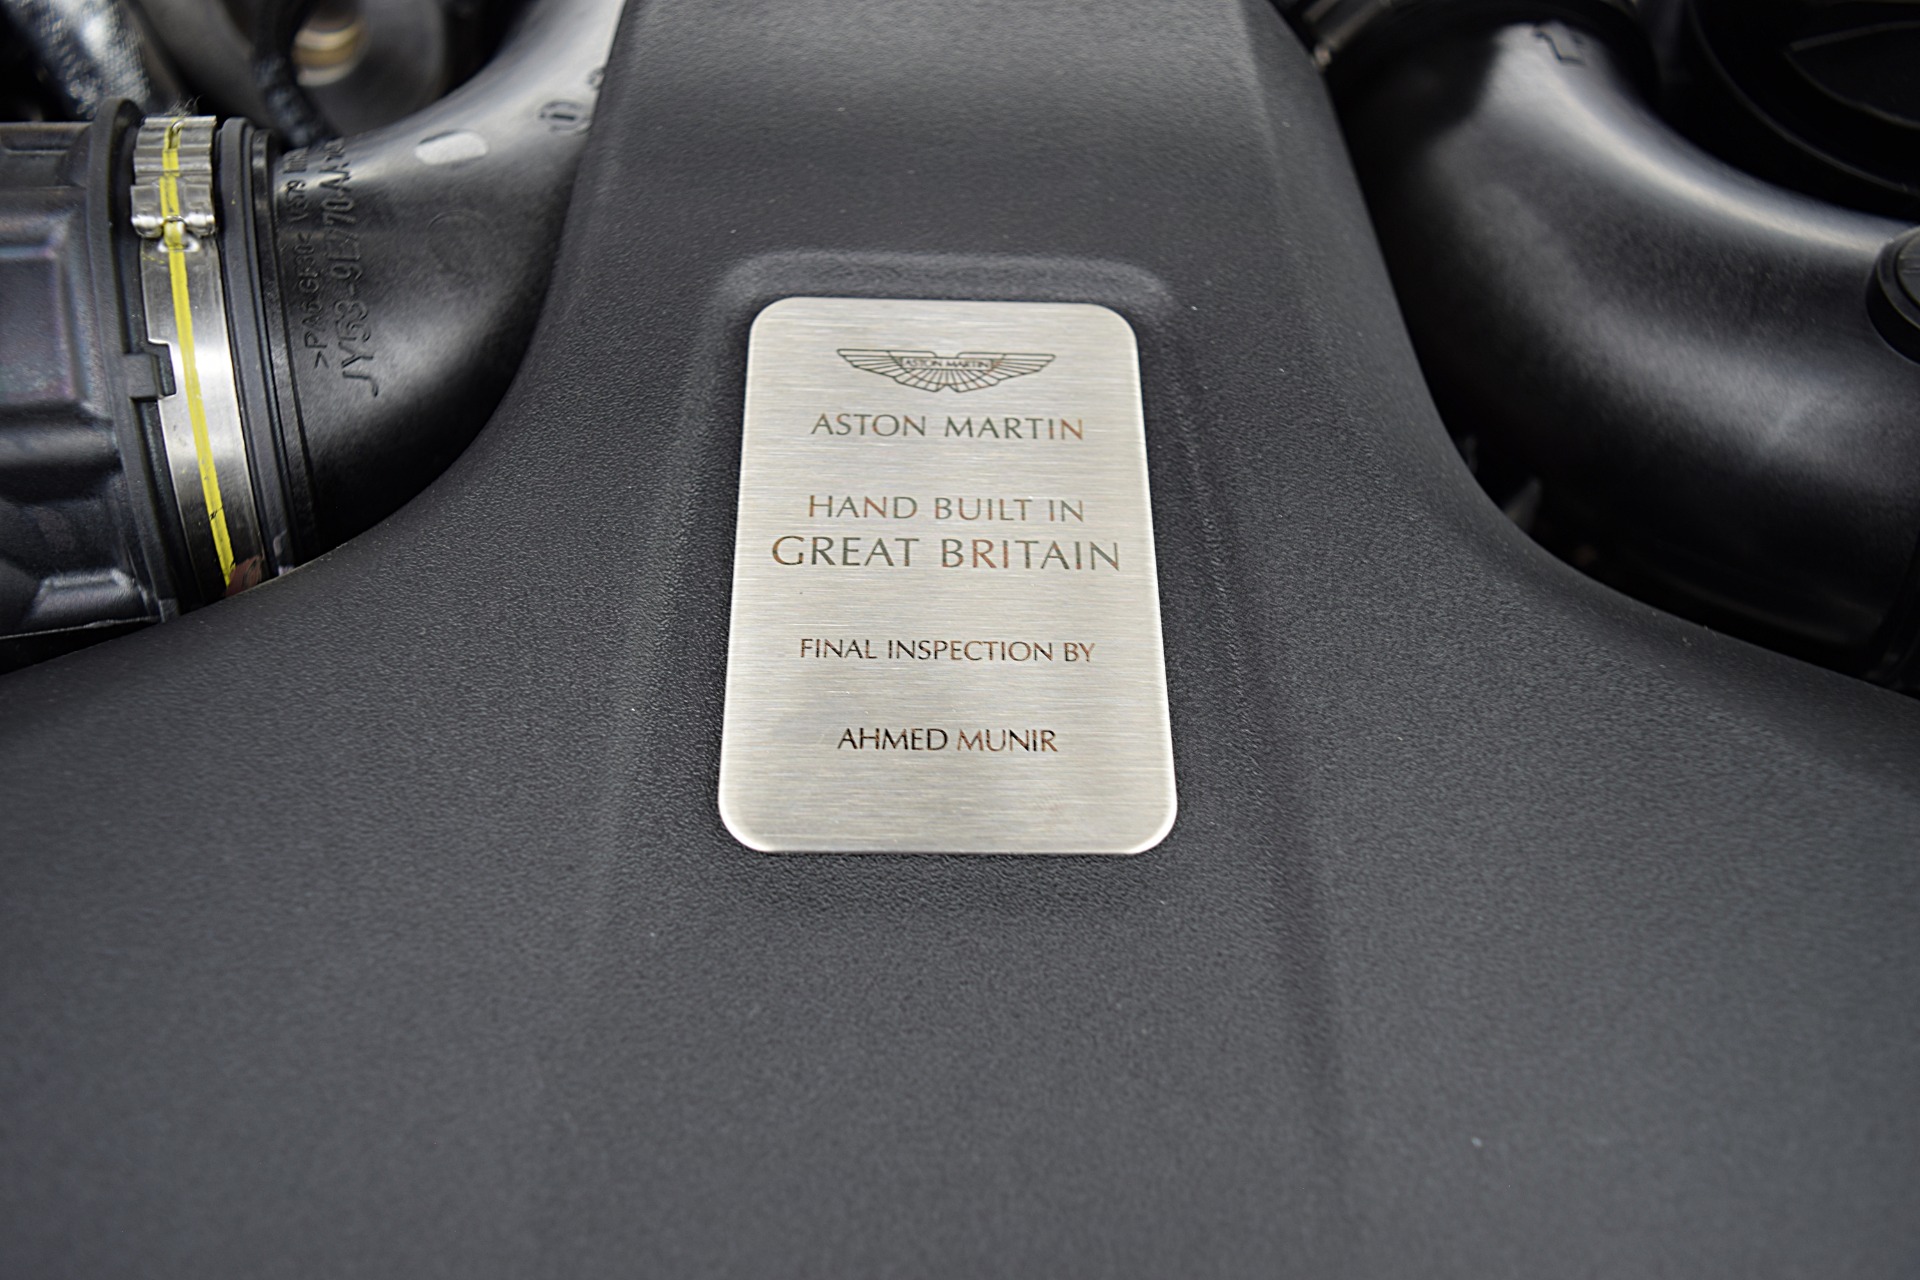 ASTON MARTIN
ASTON MARTIN
HAND BUILT IN
GREAT BRITAIN
FINAL INSPECTION BY
AHMED MUNIR